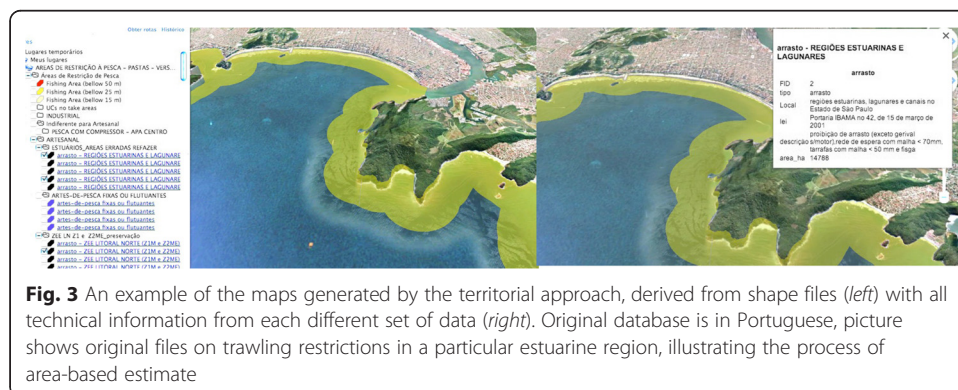 Obter rotas Histórico
Lugares temporários
Meus lugares
AREAS DE RESTRIÇÃO À PESCA - PASTAS - VERS...
Áreas de Restrição de Pesca
Fishing Area (bellow 50 m)
Fishing Area (bellow 25 m)
Fishing Area (bellow 15 m)
UCs no take areas
INDUSTRIAL
Indiferente para Artesanal
PESCA COM COMPRESSOR - APA CENTRO
ARTESANAL
ESTUARIOS_AREAS ERRADAS REFAZER
arrasto - REGIÕES ESTUARINAS E LAGUNARE
arrasto - REGIÕES ESTUARINAS E LAGUNARE
arrasto - REGIÕES ESTUARINAS E LAGUNARE
arrasto - REGIÕES ESTUARINAS E LAGUNARE
ARTES-DE-PESCA FIXAS OU FLUTUANTES
artes-de-pesca fixas ou flutuantes
artes-de-pesca fixas ou flutuantes
artes-de-pesca fixas ou flutuantes
artes-de-pesca fixas ou flutuantes
ZEE LN Z1 e Z2ME_preservação
arrasto - ZEE LITORAL NORTE (Z1M e Z2ME)
arrasto - ZEE LITORAL NORTE (Z1M e Z2ME)
arrasto - ZEE LITORAL NORTE (Z1M e Z2ME)
arrasto - ZEE LITORAL NORTE (Z1M e Z2ME)
arrasto - REGIÕES ESTUARINAS E
LAGUNARES
arrasto
FID 2
tipo arrasto
Local regiões estuarinas, lagunares e canais no
Estado de São Paulo
lei Portaria IBAMA no 42, de 15 de março de
2001
proibição de arrasto (exceto gerival
descrição s/motor),rede de espera com malha < 70mm,
tarrafas com malha < 50 mm e fisga
area_ha 14788
Fig. 3 An example of the maps generated by the territorial approach, derived from shape files (left) with all
technical information from each different set of data (right). Original database is in Portuguese, picture
shows original files on trawling restrictions in a particular estuarine region, illustrating the process of
area-based estimate